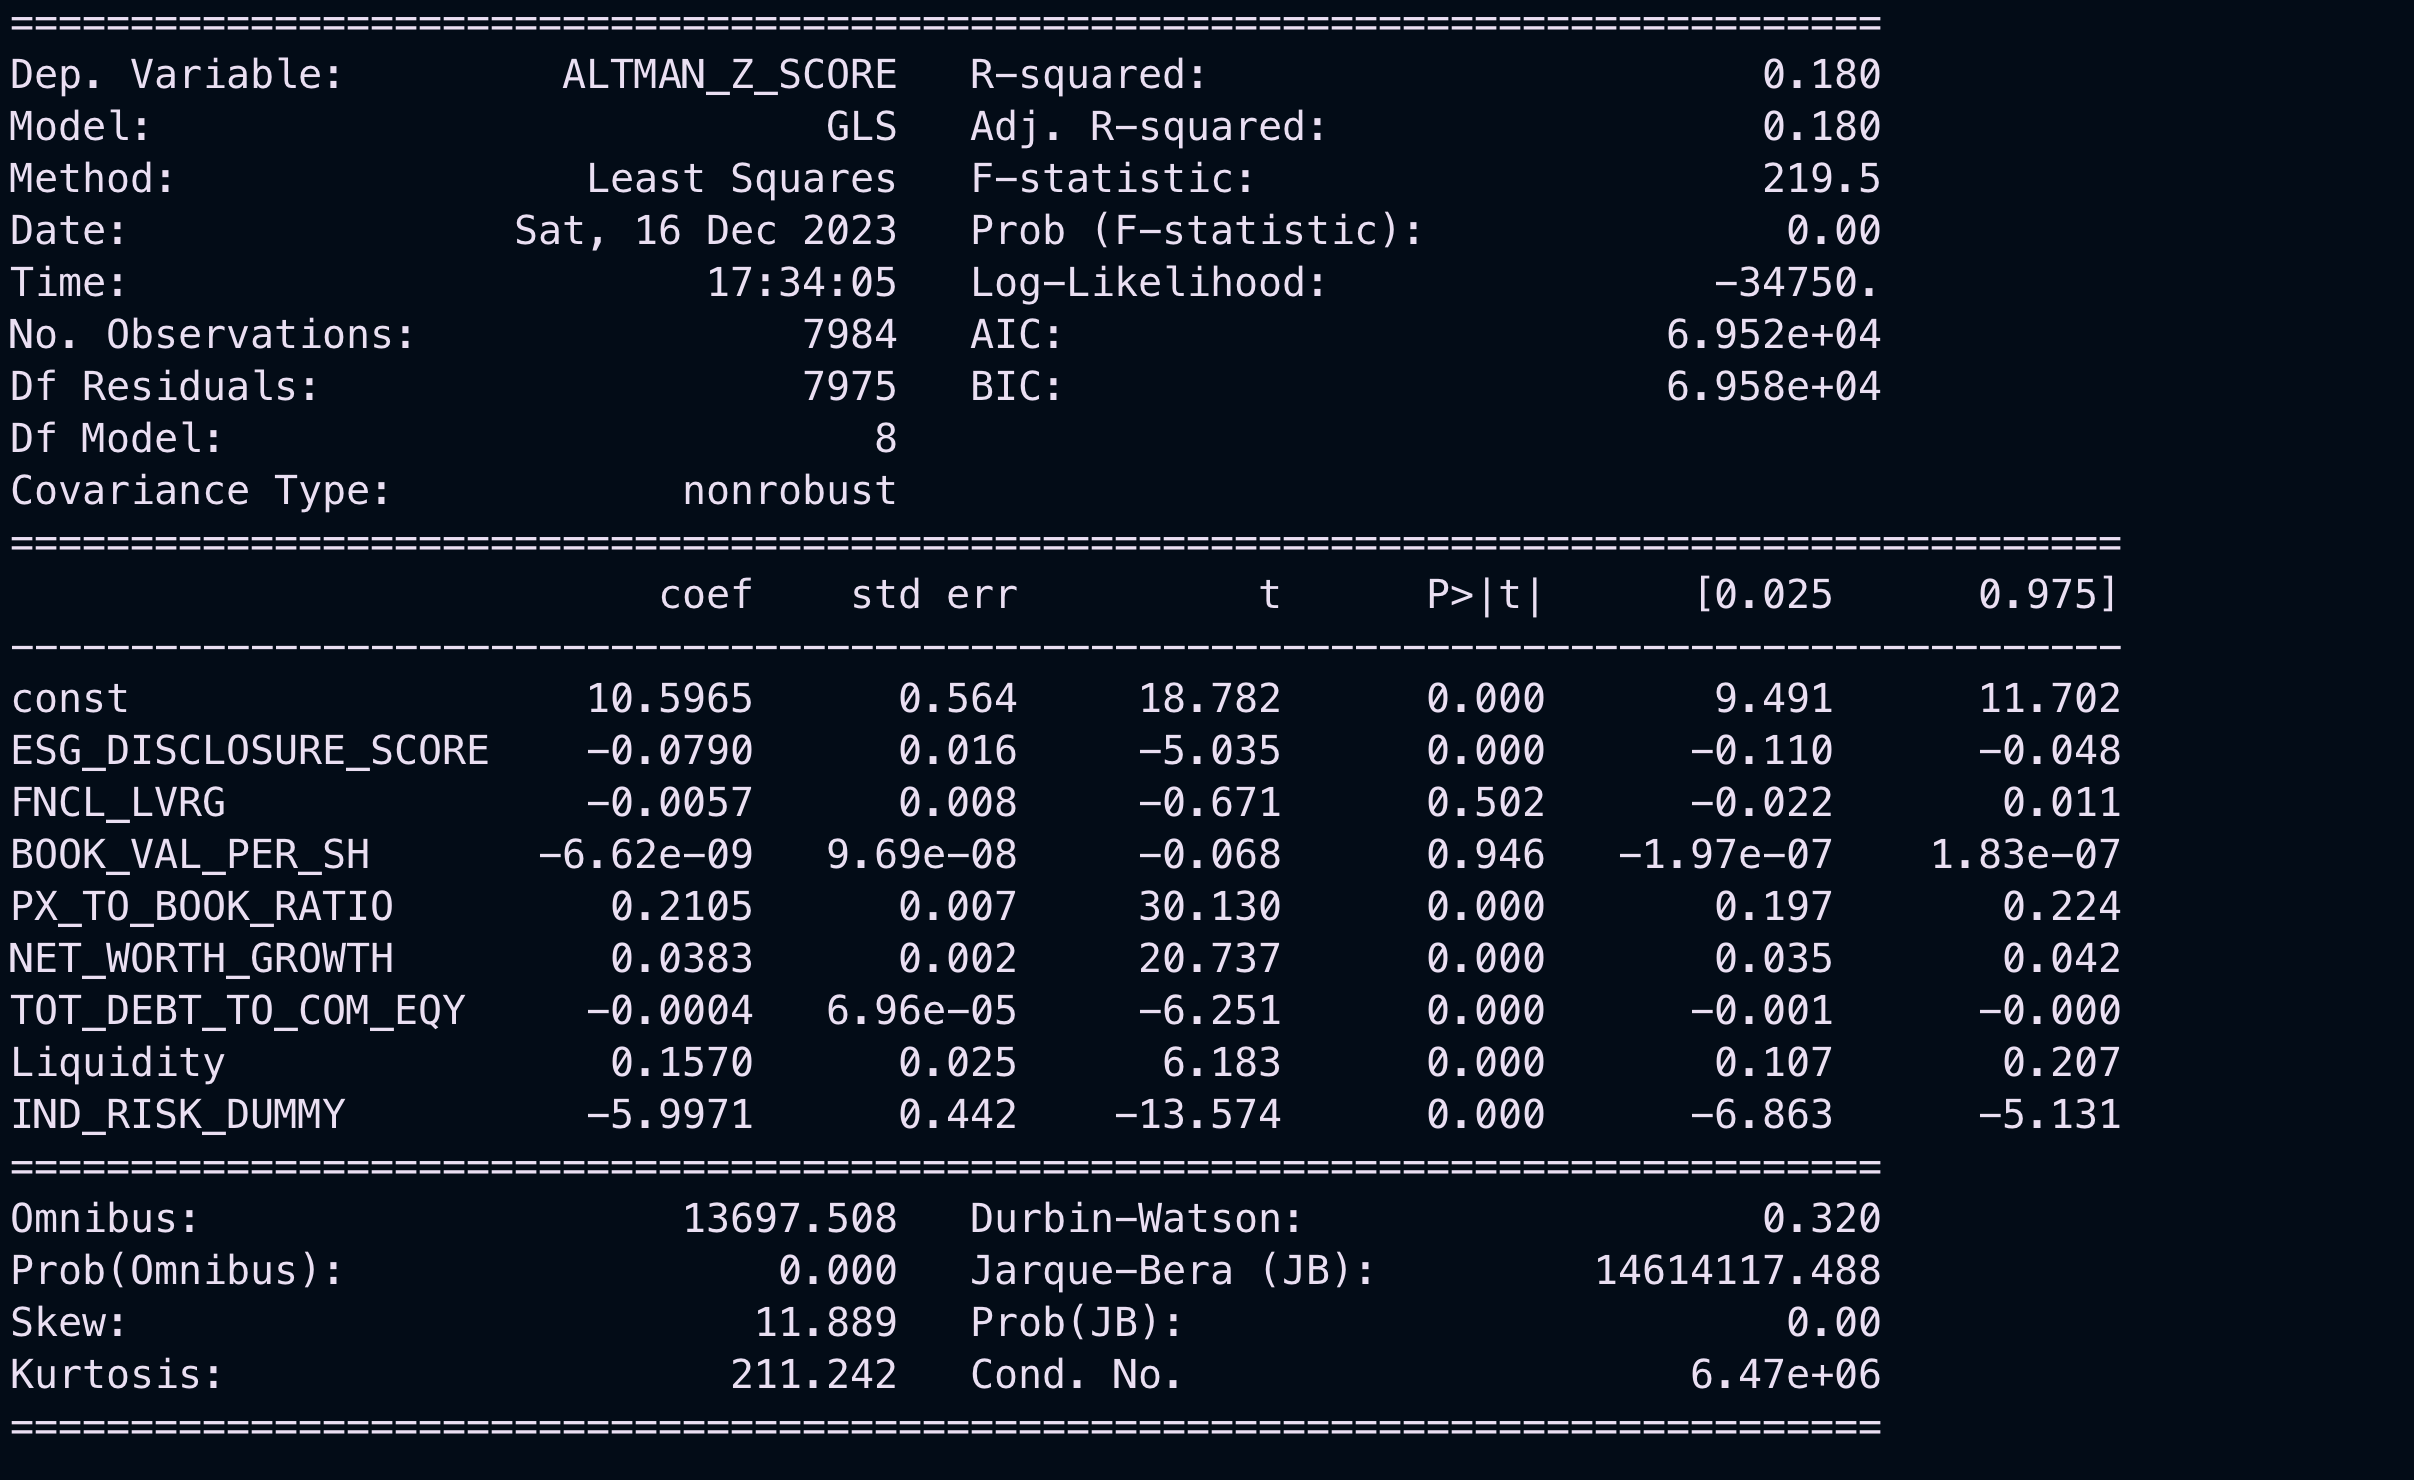 ==============================================================================
Dep. Variable:         ALTMAN_Z_SCORE   R-squared:                       0.180
Model:                            GLS   Adj. R-squared:                  0.180
Method:                 Least Squares   F-statistic:                     219.5
Date:                Sat, 16 Dec 2023   Prob (F-statistic):               0.00
Time:                        17:34:05   Log-Likelihood:                -34750.
No. Observations:                7984   AIC:                         6.952e+04
Df Residuals:                    7975   BIC:                         6.958e+04
Df Model:                           8
Covariance Type:            nonrobust
========================================================================================
                           coef    std err          t      P>|t|      [0.025      0.975]
----------------------------------------------------------------------------------------
const                   10.5965      0.564     18.782      0.000       9.491      11.702
ESG_DISCLOSURE_SCORE    -0.0790      0.016     -5.035      0.000      -0.110      -0.048
FNCL_LVRG               -0.0057      0.008     -0.671      0.502      -0.022       0.011
BOOK_VAL_PER_SH       -6.62e-09   9.69e-08     -0.068      0.946   -1.97e-07    1.83e-07
PX_TO_BOOK_RATIO         0.2105      0.007     30.130      0.000       0.197       0.224
NET_WORTH_GROWTH         0.0383      0.002     20.737      0.000       0.035       0.042
TOT_DEBT_TO_COM_EQY     -0.0004   6.96e-05     -6.251      0.000      -0.001      -0.000
Liquidity                0.1570      0.025      6.183      0.000       0.107       0.207
IND_RISK_DUMMY          -5.9971      0.442    -13.574      0.000      -6.863      -5.131
==============================================================================
Omnibus:                    13697.508   Durbin-Watson:                   0.320
Prob(Omnibus):                  0.000   Jarque-Bera (JB):         14614117.488
Skew:                          11.889   Prob(JB):                         0.00
Kurtosis:                     211.242   Cond. No.                     6.47e+06
==============================================================================